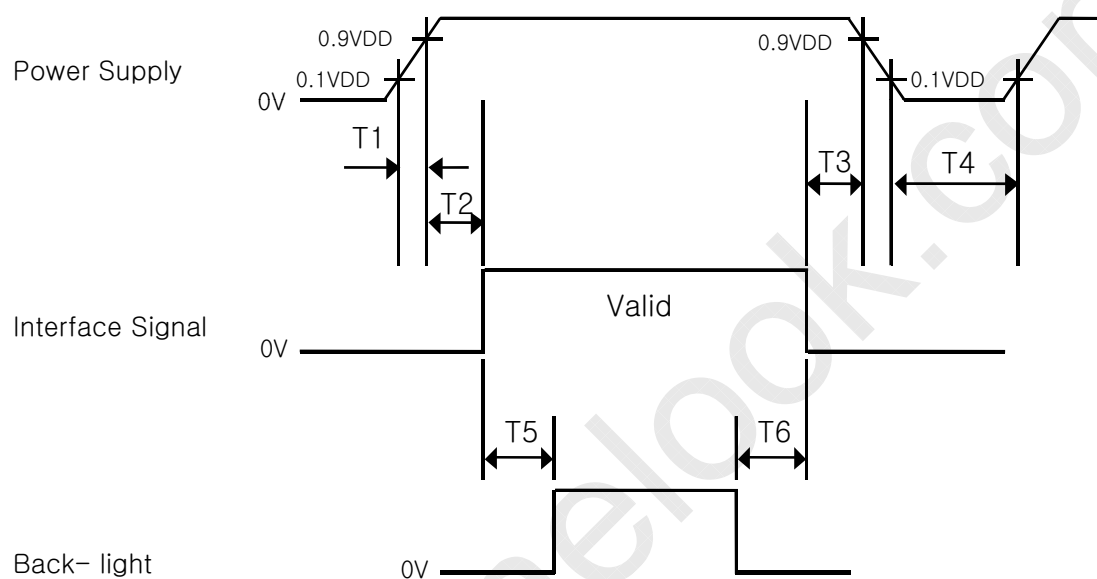 0.9VDD
0.9VDD
Power Supply
0.1VDD
0.1VDD
0V
T1
T3
T4
T2
Valid
Interface Signal
0V
T5
T6
Back- light
0V